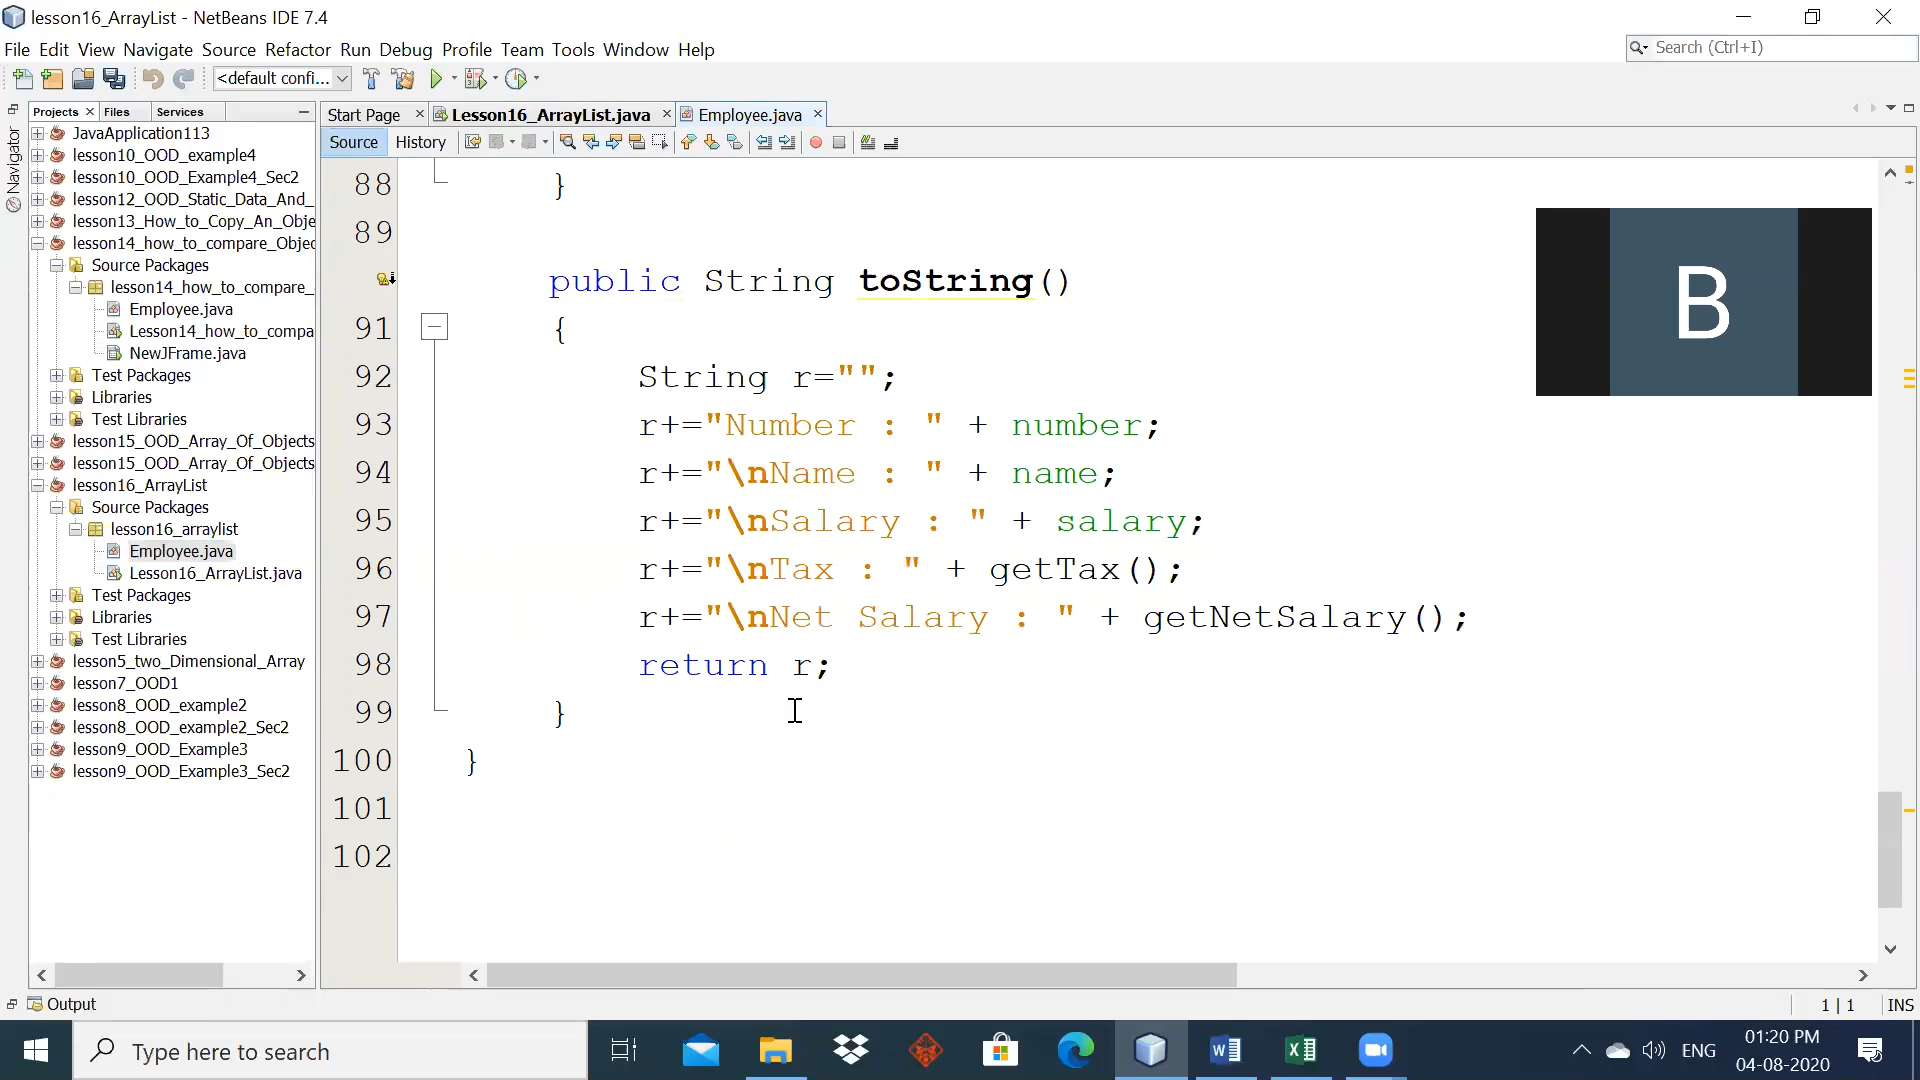 lesson16_ArrayList - NetBeans IDE 7.4
File Edit View Navigate Source Refactor Run Debug Profile Team Tools Window Help
Search (Ctrl+I)
<default confi...
Projects Files Services
Start Page Lesson16_ArrayList.java Employee.java
Source History
Navigator
JavaApplication113
lesson10_OOD_example4
lesson10_OOD_Example4_Sec2
lesson12_OOD_Static_Data_And_
lesson13_How_to_Copy_An_Obje
lesson14_how_to_compare_Objec
Source Packages
lesson14_how_to_compare_
Employee.java
Lesson14_how_to_compa
NewJFrame.java
Test Packages
Libraries
Test Libraries
lesson15_OOD_Array_Of_Objects
lesson15_OOD_Array_Of_Objects
lesson16_ArrayList
Source Packages
lesson16_arraylist
Employee.java
Lesson16_ArrayList.java
Test Packages
Libraries
Test Libraries
lesson5_two_Dimensional_Array
lesson7_OOD1
lesson8_OOD_example2
lesson8_OOD_example2_Sec2
lesson9_OOD_Example3
lesson9_OOD_Example3_Sec2
88 }
89
public String toString()
91 {
92 String r="";
93 r+="Number : " + number;
94 r+="\nName : " + name;
95 r+="\nSalary : " + salary;
96 r+="\nTax : " + getTax();
97 r+="\nNet Salary : " + getNetSalary();
98 return r;
99 }
100 }
101
102
B
Output
1 | 1 INS
Type here to search
ENG
01:20 PM
04-08-2020